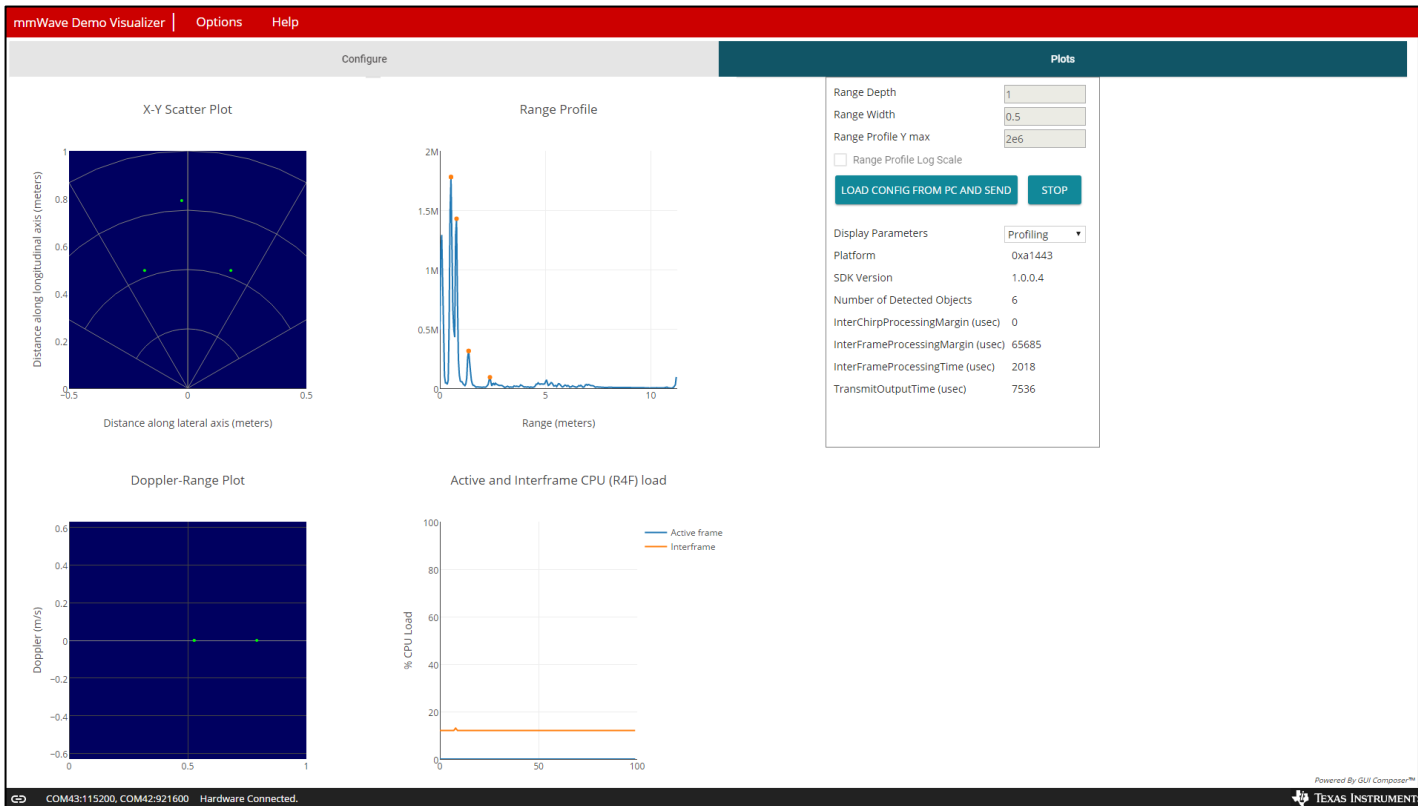 mmWave Demo Visualizer Options Help
Configure Plots
X-Y Scatter Plot
1
0.8
0.6
0.4
0.2
0
−0.5 0 0.5
Distance along longitudinal axis (meters)
Distance along lateral axis (meters)
Range Profile
2M
1.5M
1M
0.5M
0
0 5 10
Range (meters)
Range Depth 1
Range Width 0.5
Range Profile Y max 2e6
Range Profile Log Scale
LOAD CONFIG FROM PC AND SEND STOP
Display Parameters Profiling
Platform 0xa1443
SDK Version 1.0.0.4
Number of Detected Objects 6
InterChirpProcessingMargin (usec) 0
InterFrameProcessingMargin (usec) 65685
InterFrameProcessingTime (usec) 2018
TransmitOutputTime (usec) 7536
Doppler-Range Plot
0.6
0.4
0.2
0
−0.2
−0.4
−0.6
0 0.5 1
Doppler (m/s)
Active and Interframe CPU (R4F) load
100
80
60
40
20
0
0 50 100
% CPU Load
Active frame
Interframe
Powered By GUI Composer™
COM43:115200, COM42:921600 Hardware Connected.
TEXAS INSTRUMENT